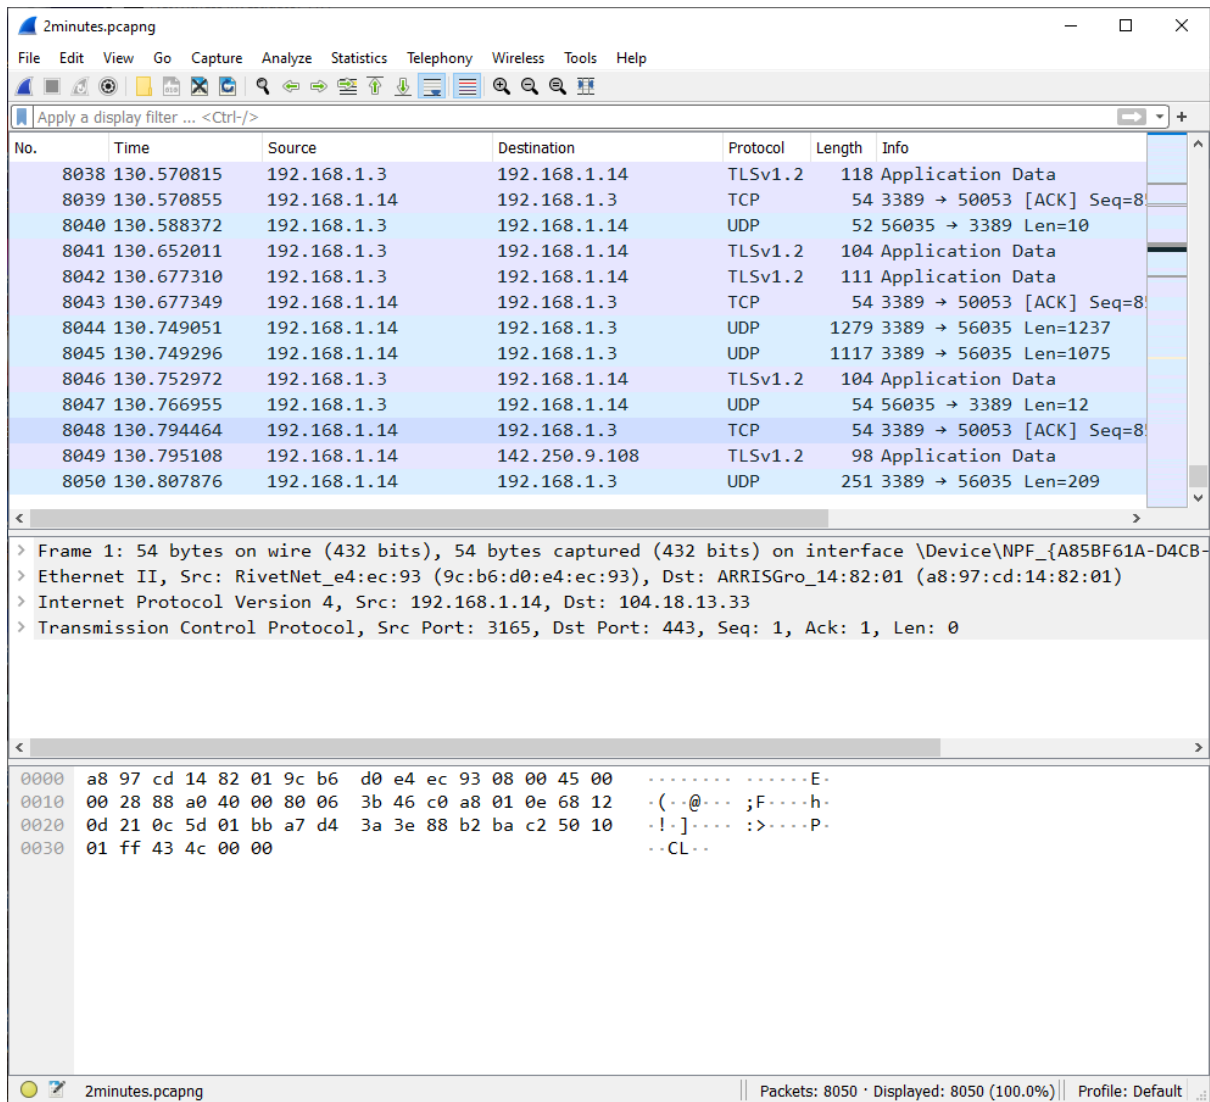 2minutes.pcapng
File Edit View Go Capture Analyze Statistics Telephony Wireless Tools Help
Apply a display filter ... <Ctrl-/>
No. Time Source Destination Protocol Length Info
8038 130.570815 192.168.1.3 192.168.1.14 TLSv1.2 118 Application Data
8039 130.570855 192.168.1.14 192.168.1.3 TCP 54 3389 → 50053 [ACK] Seq=85
8040 130.588372 192.168.1.3 192.168.1.14 UDP 52 56035 → 3389 Len=10
8041 130.652011 192.168.1.3 192.168.1.14 TLSv1.2 104 Application Data
8042 130.677310 192.168.1.3 192.168.1.14 TLSv1.2 111 Application Data
8043 130.677349 192.168.1.14 192.168.1.3 TCP 54 3389 → 50053 [ACK] Seq=85
8044 130.749051 192.168.1.14 192.168.1.3 UDP 1279 3389 → 56035 Len=1237
8045 130.749296 192.168.1.14 192.168.1.3 UDP 1117 3389 → 56035 Len=1075
8046 130.752972 192.168.1.3 192.168.1.14 TLSv1.2 104 Application Data
8047 130.766955 192.168.1.3 192.168.1.14 UDP 54 56035 → 3389 Len=12
8048 130.794464 192.168.1.14 192.168.1.3 TCP 54 3389 → 50053 [ACK] Seq=85
8049 130.795108 192.168.1.14 142.250.9.108 TLSv1.2 98 Application Data
8050 130.807876 192.168.1.14 192.168.1.3 UDP 251 3389 → 56035 Len=209
> Frame 1: 54 bytes on wire (432 bits), 54 bytes captured (432 bits) on interface \Device\NPF_{A85BF61A-D4CB-
> Ethernet II, Src: RivetNet_e4:ec:93 (9c:b6:d0:e4:ec:93), Dst: ARRISGro_14:82:01 (a8:97:cd:14:82:01)
> Internet Protocol Version 4, Src: 192.168.1.14, Dst: 104.18.13.33
> Transmission Control Protocol, Src Port: 3165, Dst Port: 443, Seq: 1, Ack: 1, Len: 0
0000 a8 97 cd 14 82 01 9c b6 d0 e4 ec 93 08 00 45 00 ········ ······E·
0010 00 28 88 a0 40 00 80 06 3b 46 c0 a8 01 0e 68 12 ·(··@··· ;F····h·
0020 0d 21 0c 5d 01 bb a7 d4 3a 3e 88 b2 ba c2 50 10 ·!·]···· :>····P·
0030 01 ff 43 4c 00 00 ··CL··
2minutes.pcapng Packets: 8050 · Displayed: 8050 (100.0%) Profile: Default